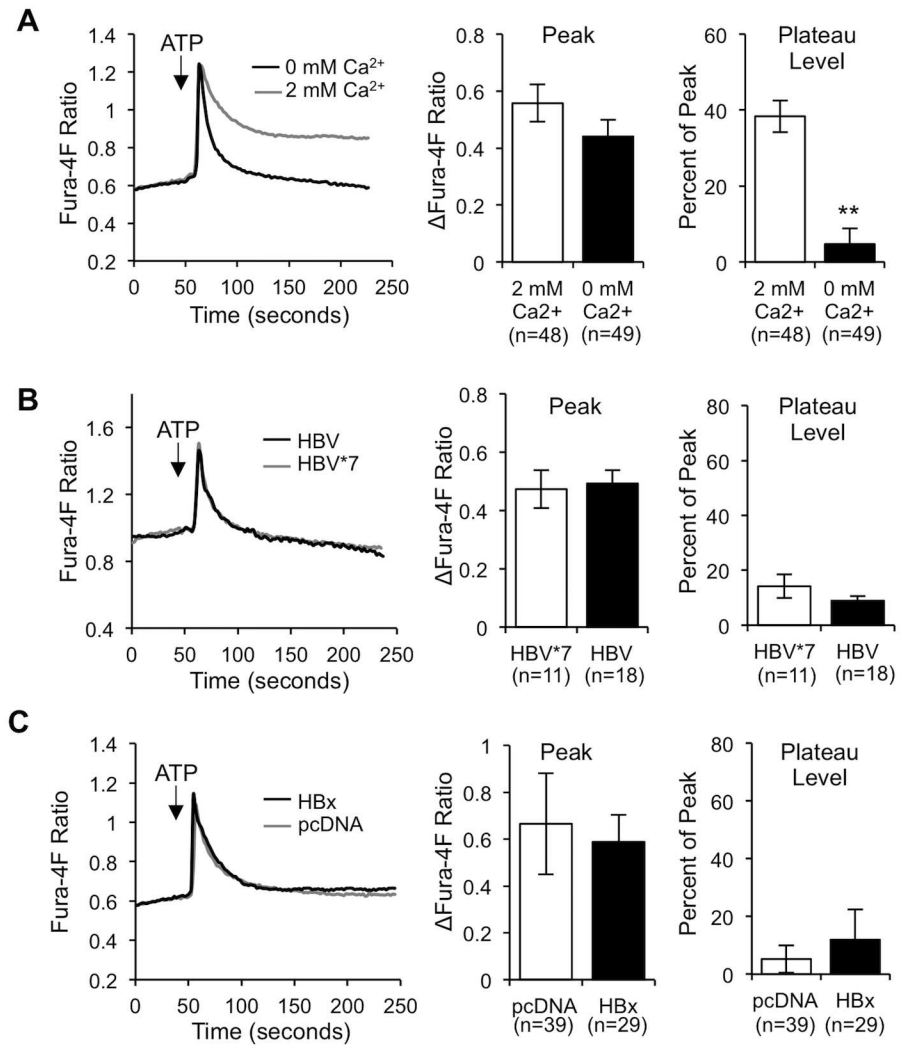 A
1.4
1.2
1
0.8
0.6
0.4
0.2
0 50 100 150 200 250
Fura-4F Ratio
Time (seconds)
ATP
0 mM Ca²⁺
2 mM Ca²⁺
Peak
0.8
0.6
0.4
0.2
0
ΔFura-4F Ratio
2 mM 0 mM
Ca2+ Ca2+
(n=48) (n=49)
Plateau
Level
60
40
20
0
Percent of Peak
**
2 mM 0 mM
Ca2+ Ca2+
(n=48) (n=49)
B
1.6
1.2
0.8
0.4
0 50 100 150 200 250
Fura-4F Ratio
Time (seconds)
ATP
HBV
HBV*7
Peak
0.8
0.6
0.4
0.2
0
ΔFura-4F Ratio
HBV*7 HBV
(n=11) (n=18)
Plateau
Level
80
60
40
20
0
Percent of Peak
HBV*7 HBV
(n=11) (n=18)
C
1.4
1.2
1
0.8
0.6
0.4
0.2
0 50 100 150 200 250
Fura-4F Ratio
Time (seconds)
ATP
HBx
pcDNA
Peak
1
0.8
0.6
0.4
0.2
0
ΔFura-4F Ratio
pcDNA HBx
(n=39) (n=29)
Plateau
Level
80
60
40
20
0
Percent of Peak
pcDNA HBx
(n=39) (n=29)